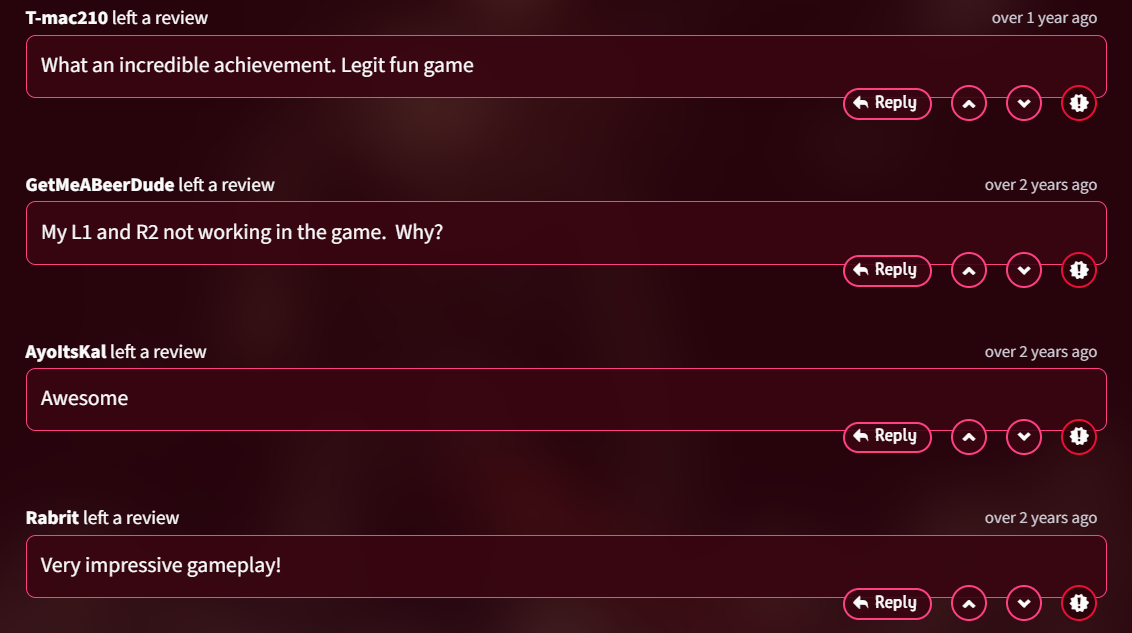 T-mac210 left a review
over 1 year ago
What an incredible achievement. Legit fun game
Reply
GetMeABeerDude left a review
over 2 years ago
My L1 and R2 not working in the game.  Why?
Reply
AyoItsKal left a review
over 2 years ago
Awesome
Reply
Rabrit left a review
over 2 years ago
Very impressive gameplay!
Reply